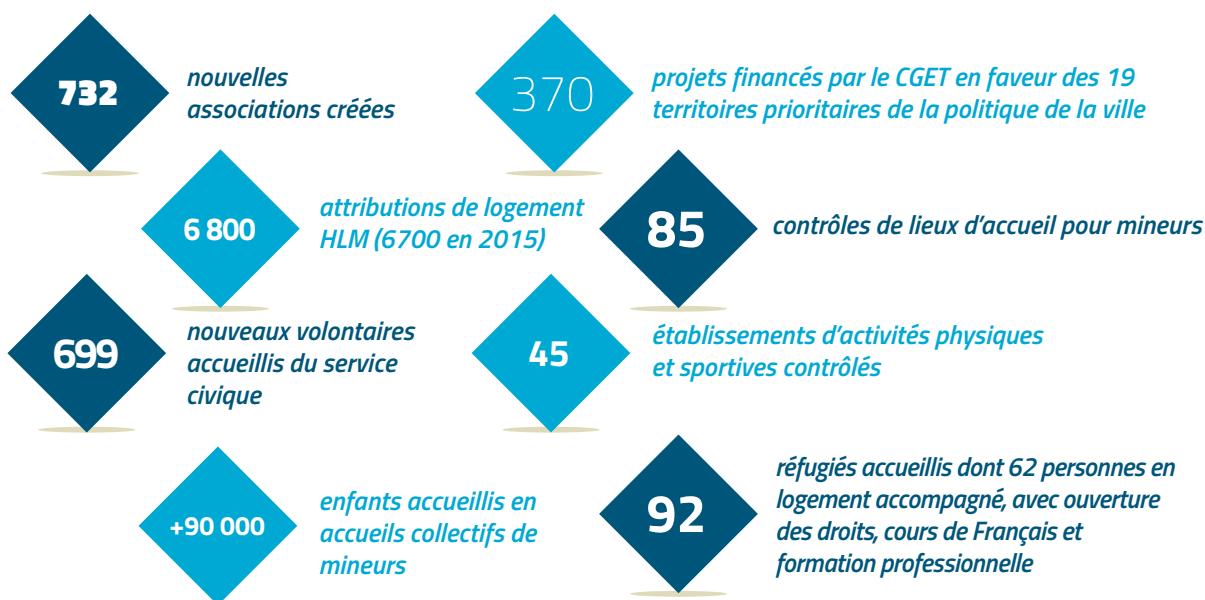 732
nouvelles
associations créées
370
projets financés par le CGET en faveur des 19
territoires prioritaires de la politique de la ville
6 800
attributions de logement
HLM (6700 en 2015)
85
contrôles de lieux d’accueil pour mineurs
699
nouveaux volontaires
accueillis du service
civique
45
établissements d’activités physiques
et sportives contrôlés
+90 000
enfants accueillis en
accueils collectifs de
mineurs
92
réfugiés accueillis dont 62 personnes en
logement accompagné, avec ouverture
des droits, cours de Français et
formation professionnelle